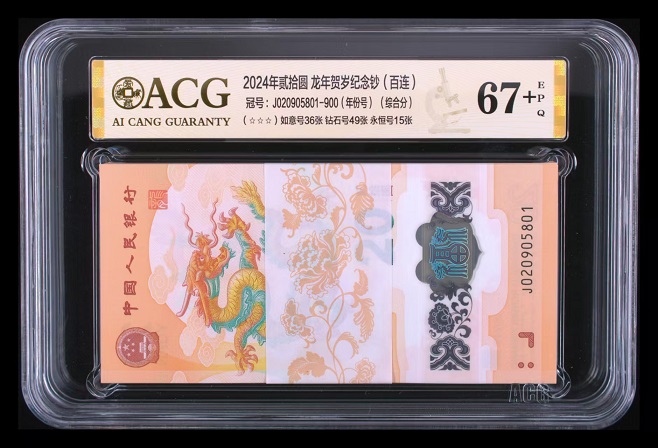 ACG
AI CANG GUARANTY
2024年贰拾圆 龙年贺岁纪念钞（百连）
冠号：J020905801-900（年份号）（综合分）
（☆☆☆）如意号36张 钻石号49张 永恒号15张
67+
EPQ
中国人民银行
J020905801
ACG